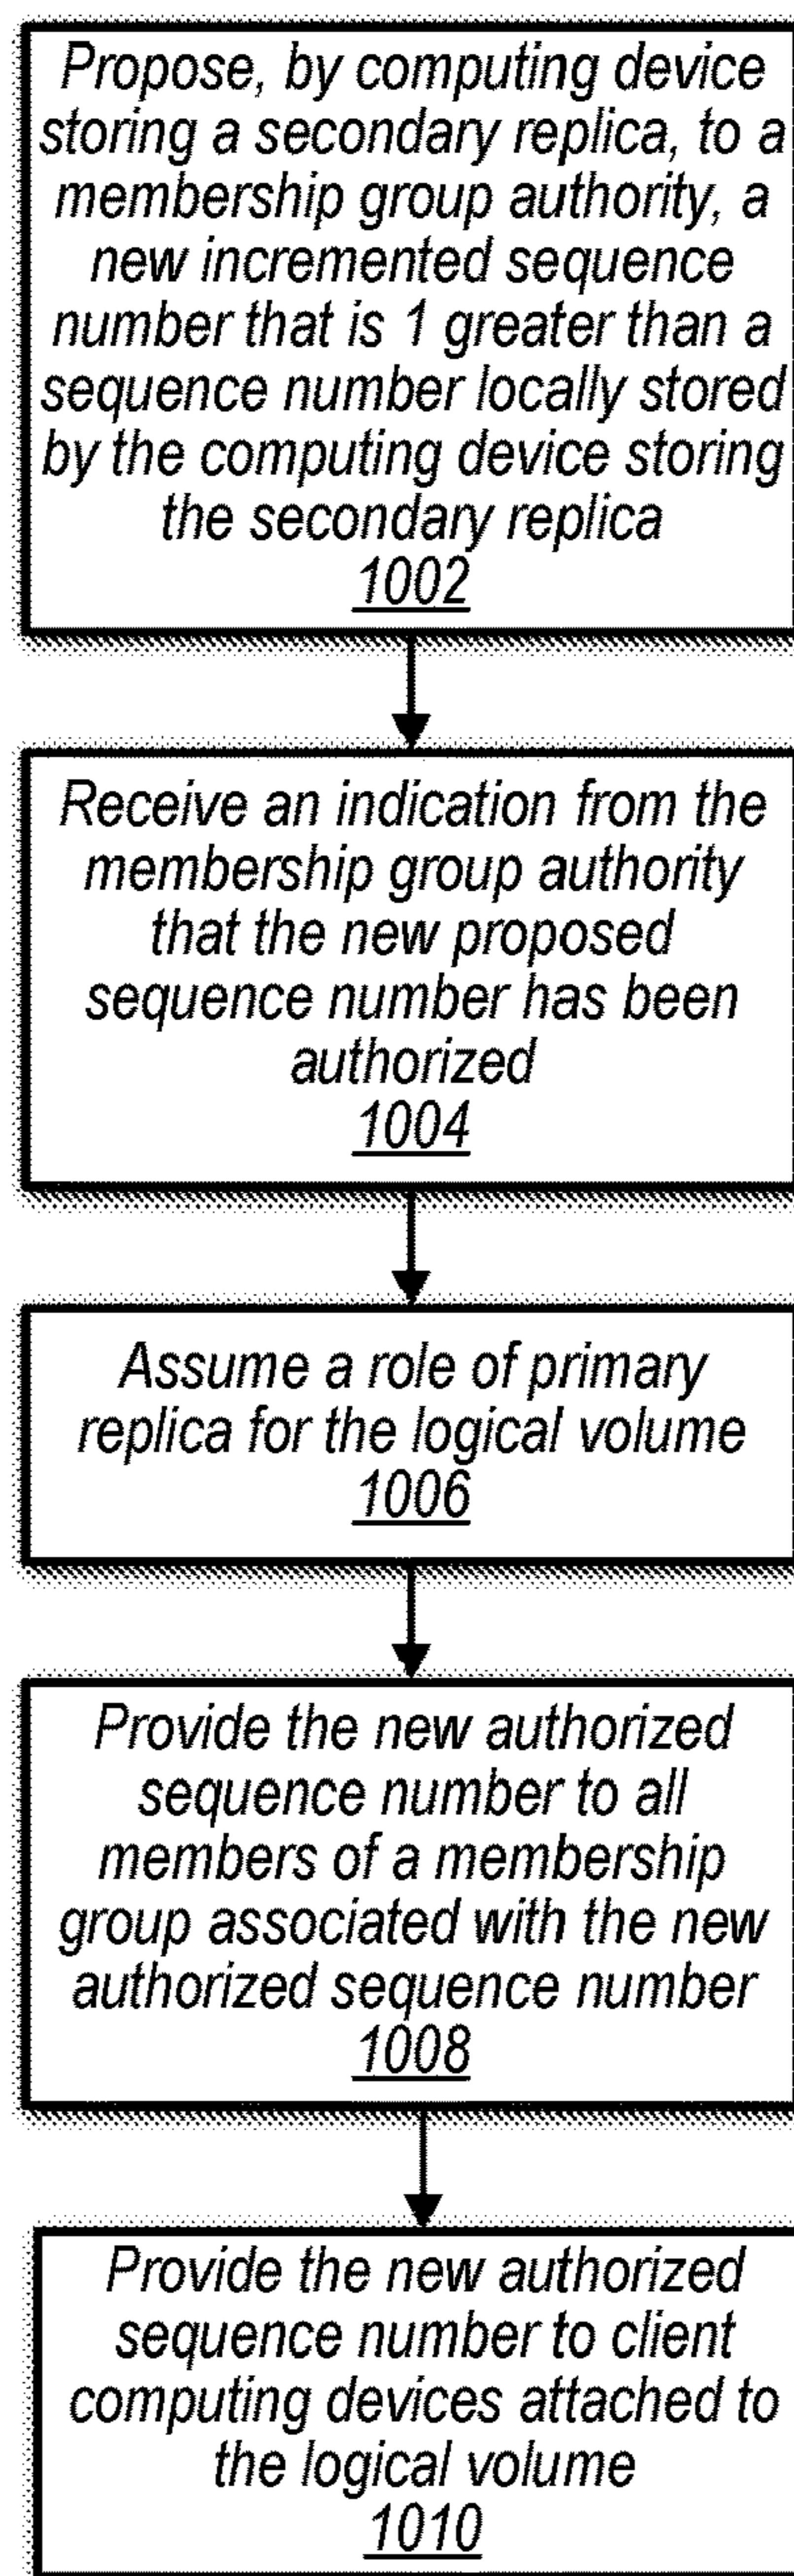 Propose, by computing device
storing a secondary replica, to a
membership group authority, a
new incremented sequence
number that is 1 greater than a
sequence number locally stored
by the computing device storing
the secondary replica
1002
Receive an indication from the
membership group authority
that the new proposed
sequence number has been
authorized
1004
Assume a role of primary
replica for the logical volume
1006
Provide the new authorized
sequence number to all
members of a membership
group associated with the new
authorized sequence number
1008
Provide the new authorized
sequence number to client
computing devices attached to
the logical volume
1010